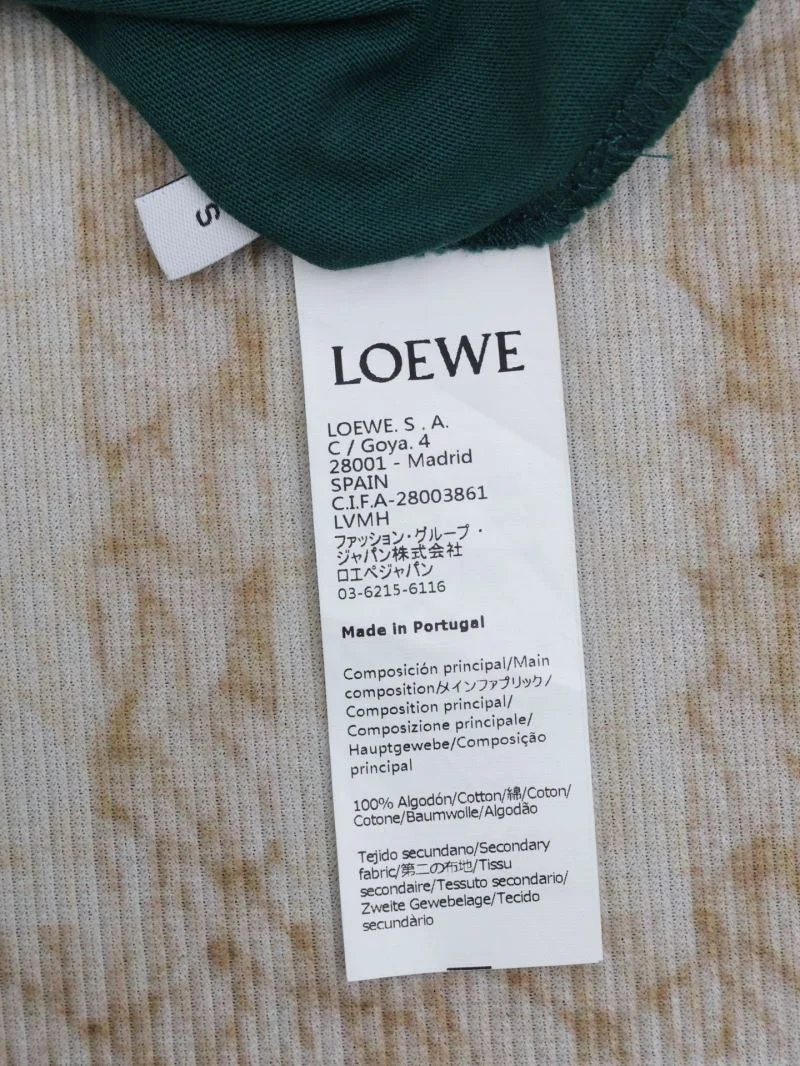 S
LOEWE
LOEWE. S . A.
C / Goya. 4
28001 - Madrid
SPAIN
C.I.F.A-28003861
LVMH
ファッション・グループ・
ジャパン株式会社
ロエベジャパン
03-6215-6116
Made in Portugal
Composición principal/Main
composition/メインファブリック/
Composition principal/
Composizione principale/
Hauptgewebe/Composição
principal
100% Algodón/Cotton/綿/Coton/
Cotone/Baumwolle/Algodão
Tejido secundano/Secondary
fabric/第二の布地/Tissu
secondaire/Tessuto secondario/
Zweite Gewebelage/Tecido
secundàrio